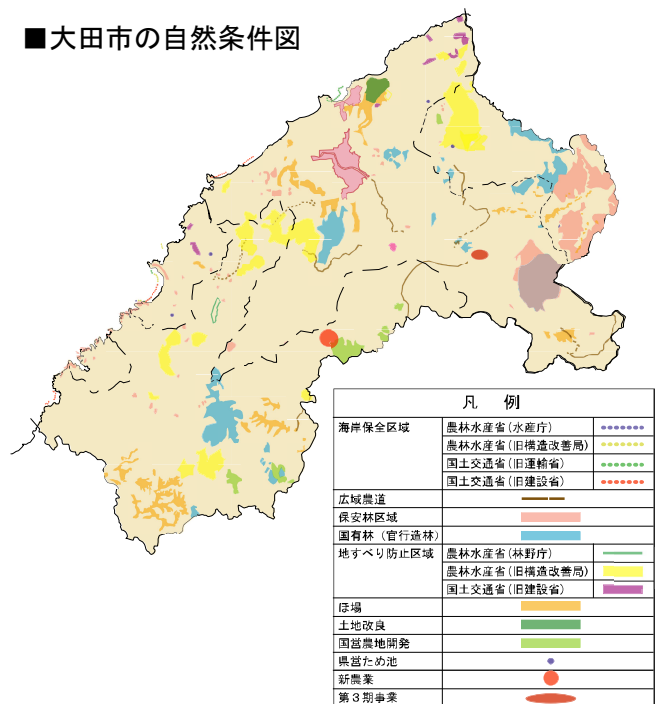 ■大田市の自然条件図
凡 例
海岸保全区域 農林水産省(水産庁)
農林水産省(旧構造改善局)
国土交通省(旧運輸省)
国土交通省(旧建設省)
広域農道
保安林区域
国有林（官行造林）
地すべり防止区域 農林水産省(林野庁)
農林水産省(旧構造改善局)
国土交通省(旧建設省)
ほ場
土地改良
国営農地開発
県営ため池
新農業
第３期事業